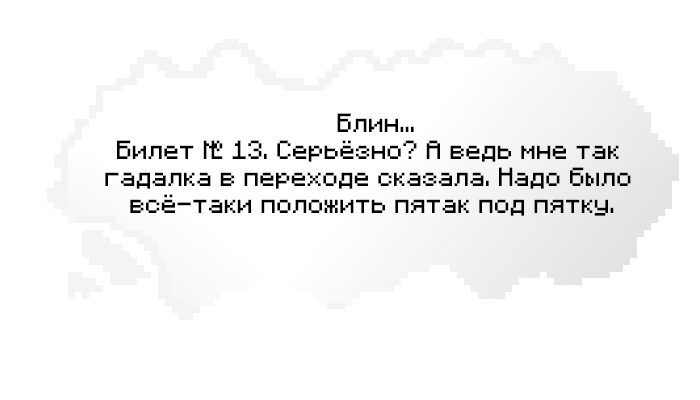 Блин...
Билет № 13. Серьёзно? А ведь мне так
гадалка в переходе сказала. Надо было
всё-таки положить пятак под пятку.